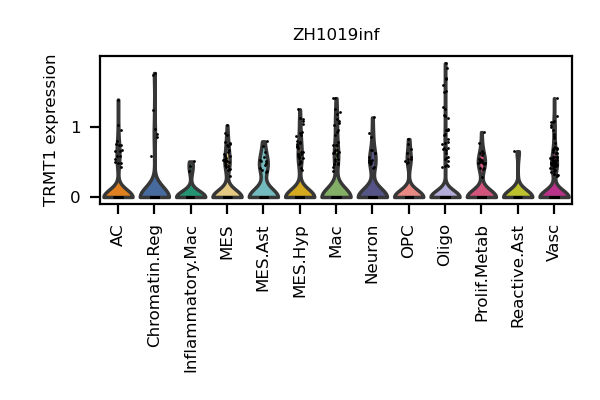 ZH1019inf
TRMT1 expression
1
0
AC
Chromatin.Reg
Inflammatory.Mac
MES
MES.Ast
MES.Hyp
Mac
Neuron
OPC
Oligo
Prolif.Metab
Reactive.Ast
Vasc